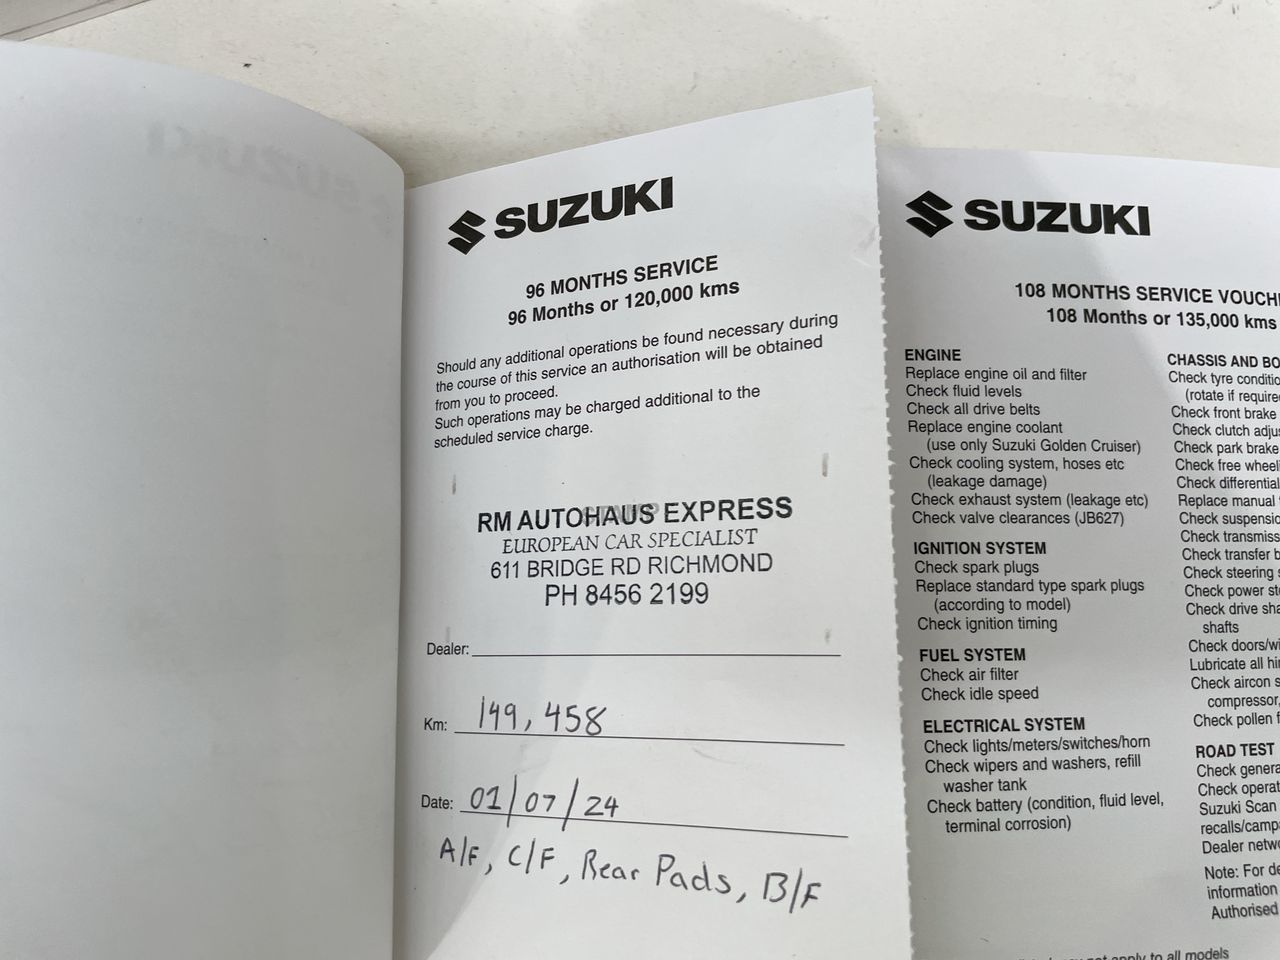 SUZUKI
96 MONTHS SERVICE
96 Months or 120,000 kms
Should any additional operations be found necessary during
the course of this service an authorisation will be obtained
from you to proceed.
Such operations may be charged additional to the
scheduled service charge.
STAMP
RM AUTOHAUS EXPRESS
EUROPEAN CAR SPECIALIST
611 BRIDGE RD RICHMOND
PH 8456 2199
Dealer:
Km: 149,458
Date: 01/07/24
A/F, C/F, Rear Pads, B/F
SUZUKI
108 MONTHS SERVICE VOUCH
108 Months or 135,000 kms
ENGINE
Replace engine oil and filter
Check fluid levels
Check all drive belts
Replace engine coolant
(use only Suzuki Golden Cruiser)
Check cooling system, hoses etc
(leakage damage)
Check exhaust system (leakage etc)
Check valve clearances (JB627)
IGNITION SYSTEM
Check spark plugs
Replace standard type spark plugs
(according to model)
Check ignition timing
FUEL SYSTEM
Check air filter
Check idle speed
ELECTRICAL SYSTEM
Check lights/meters/switches/horn
Check wipers and washers, refill
washer tank
Check battery (condition, fluid level,
terminal corrosion)
CHASSIS AND BO
Check tyre conditio
(rotate if require
Check front brake
Check clutch adjus
Check park brake
Check free wheeli
Check differential
Replace manual
Check suspensio
Check transmiss
Check transfer b
Check steering s
Check power ste
Check drive sha
shafts
Check doors/wi
Lubricate all hi
Check aircon s
compressor,
Check pollen f
ROAD TEST
Check genera
Check operat
Suzuki Scan
recalls/camp
Dealer netw
Note: For de
information
Authorised
not apply to all models